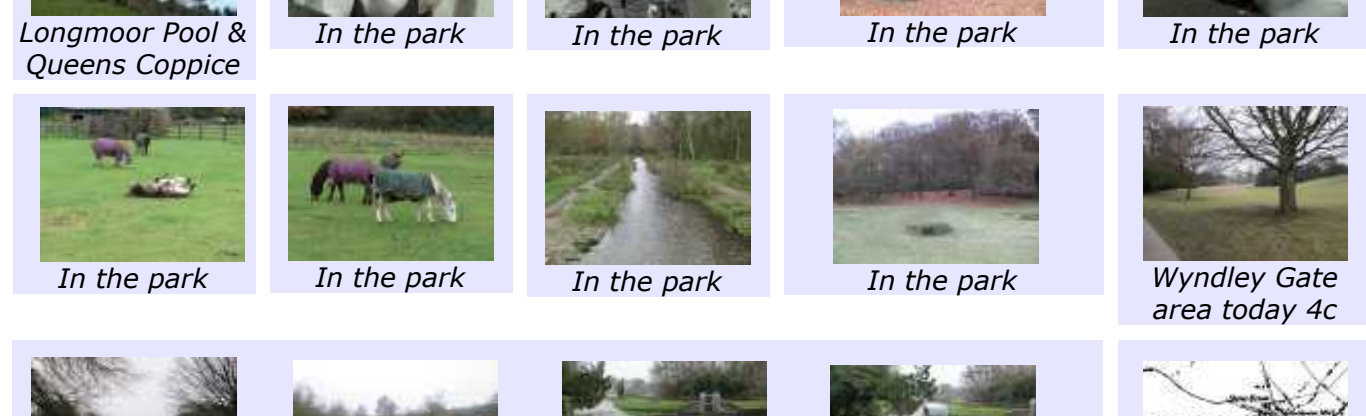 Longmoor Pool &
Queens Coppice
In the park
In the park
In the park
In the park
In the park
In the park
In the park
In the park
Wyndley Gate
area today 4c